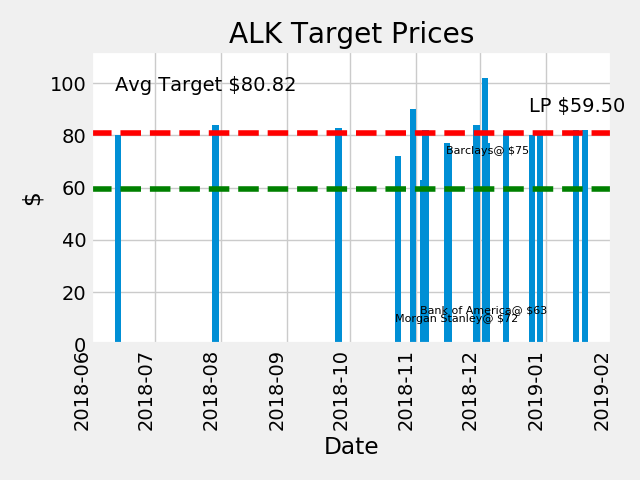 ALK Target Prices
Avg Target $80.82
LP $59.50
Barclays@ $75
Bank of America@ $63
Morgan Stanley@ $72
$
100
80
60
40
20
0
2018-06
2018-07
2018-08
2018-09
2018-10
2018-11
2018-12
2019-01
2019-02
Date